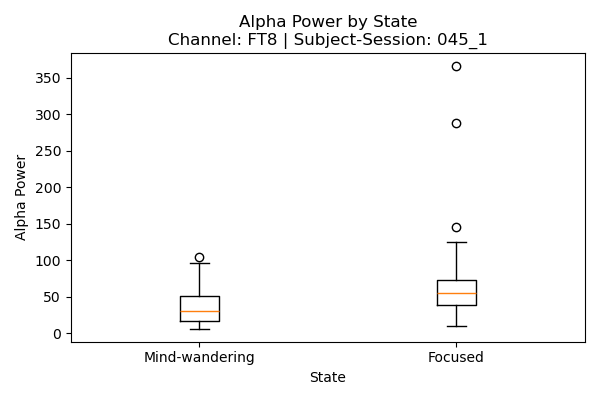 Alpha Power by State
Channel: FT8 | Subject-Session: 045_1
Alpha Power
350
300
250
200
150
100
50
0
Mind-wandering
Focused
State